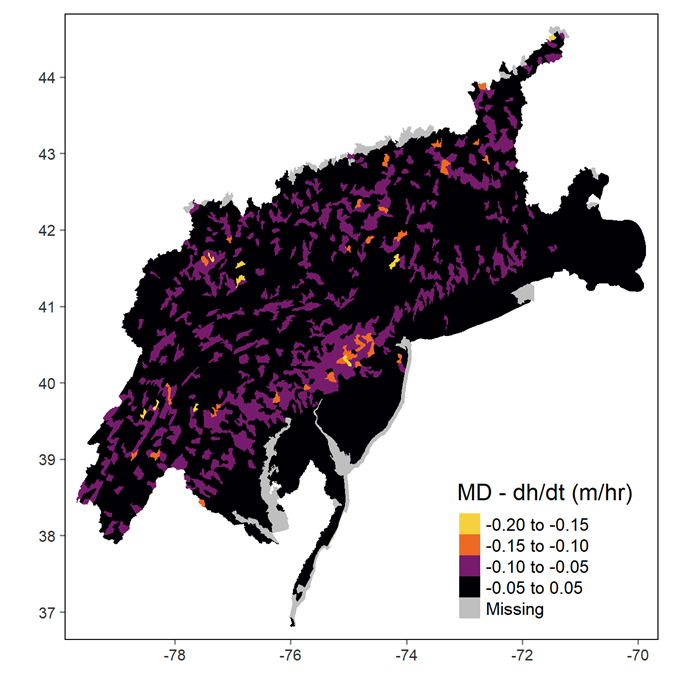 44
43
42
41
40
39
38
37
MD - dh/dt (m/hr)
-0.20 to -0.15
-0.15 to -0.10
-0.10 to -0.05
-0.05 to 0.05
Missing
-78 -76 -74 -72 -70